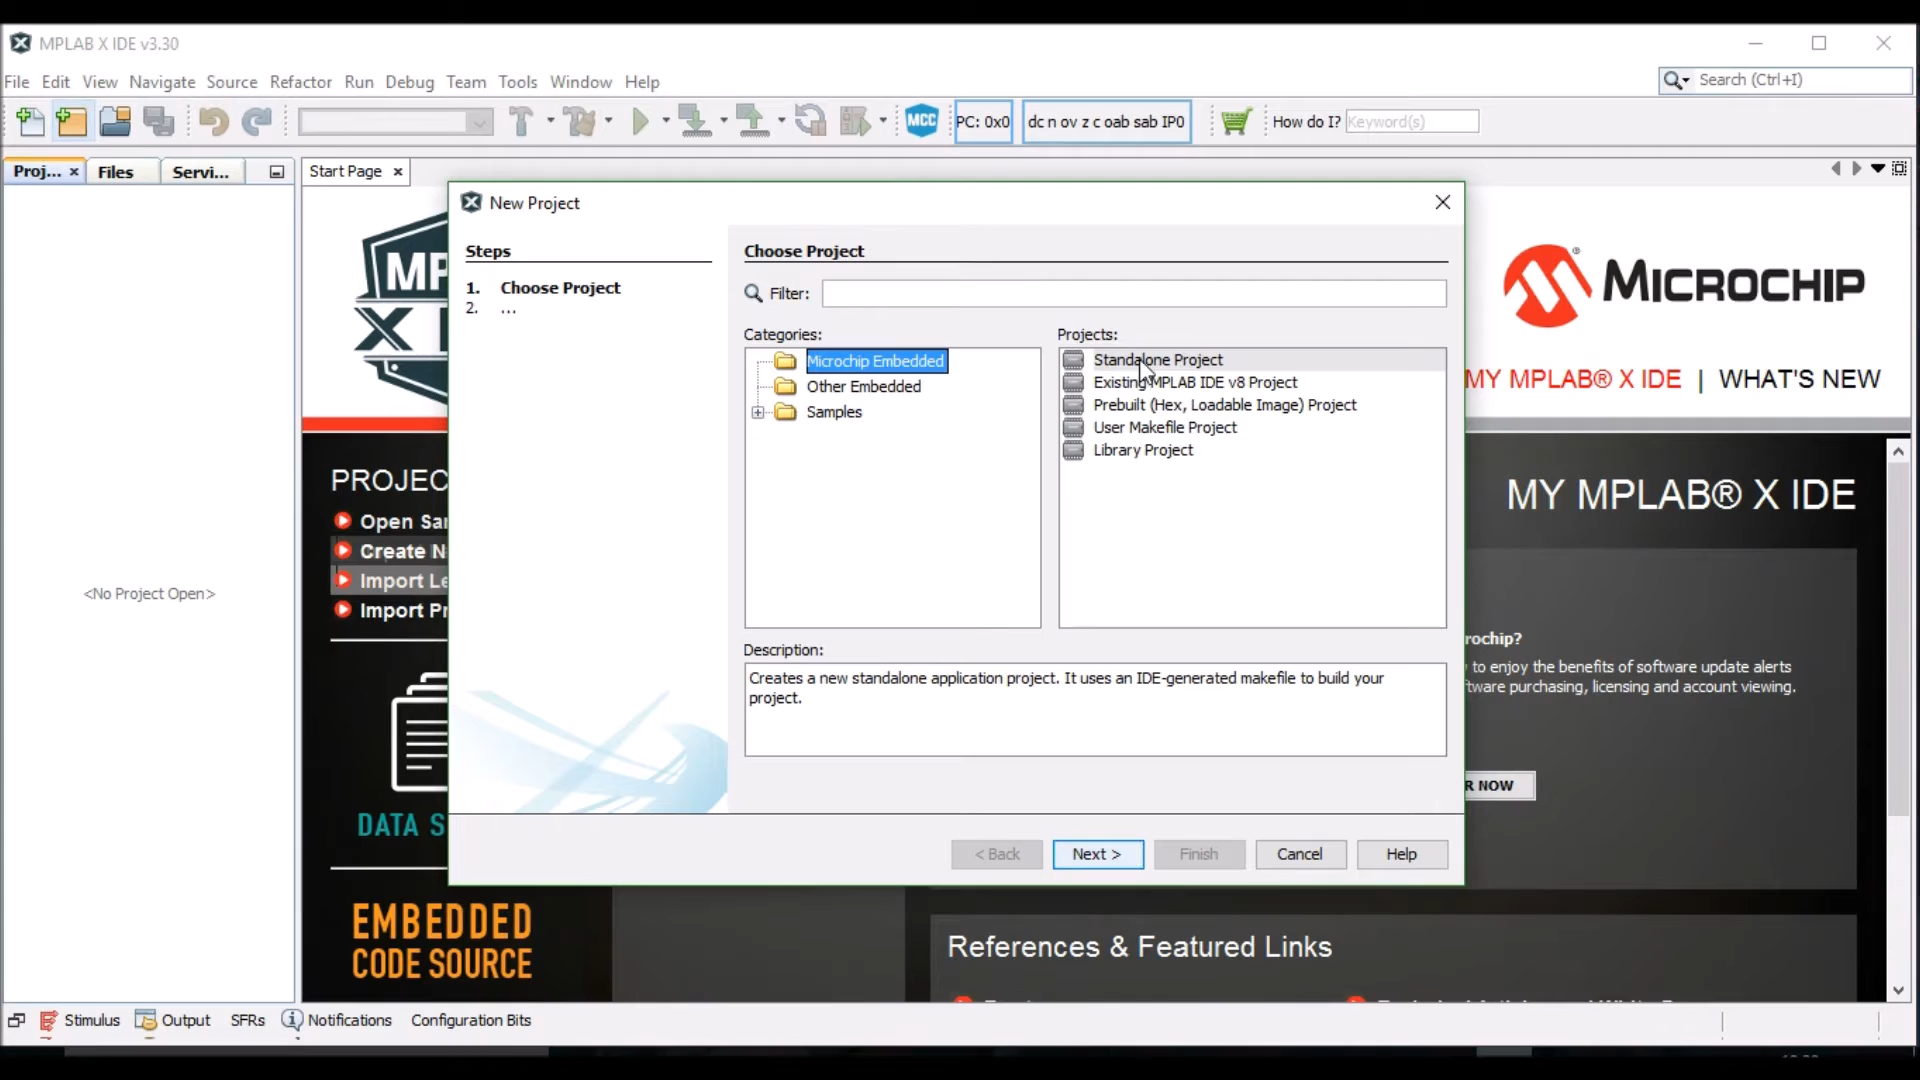 MPLAB X IDE v3.30
File Edit View Navigate Source Refactor Run Debug Team Tools Window Help
Search (Ctrl+I)
MCC
PC: 0x0
dc n ov z c oab sab IP0
How do I? Keyword(s)
Proj... Files Servi...
Start Page
New Project
Steps
1. Choose Project
2. ...
Choose Project
Filter:
Categories:
Microchip Embedded
Other Embedded
Samples
Projects:
Standalone Project
Existing MPLAB IDE v8 Project
Prebuilt (Hex, Loadable Image) Project
User Makefile Project
Library Project
Description:
Creates a new standalone application project. It uses an IDE-generated makefile to build your
project.
< Back Next > Finish Cancel Help
<No Project Open>
MP
X I
MICROCHIP
MY MPLAB® X IDE | WHAT'S NEW
PROJEC
Open Sa
Create N
Import Le
Import Pr
DATA S
EMBEDDED
CODE SOURCE
MY MPLAB® X IDE
rochip?
to enjoy the benefits of software update alerts
tware purchasing, licensing and account viewing.
R NOW
References & Featured Links
Stimulus Output SFRs Notifications Configuration Bits